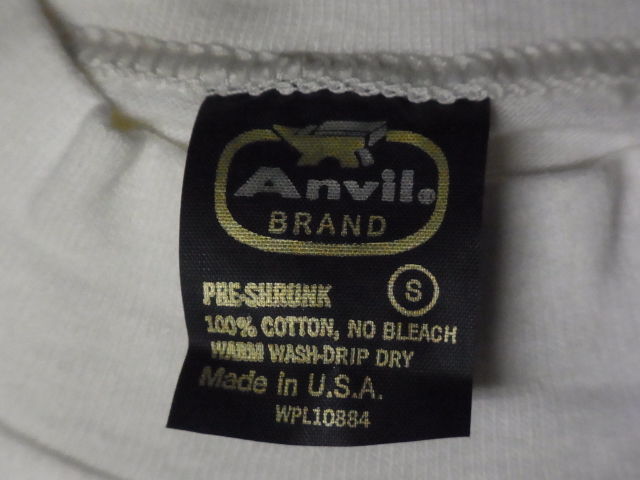 Anvil®
BRAND
PRE-SHRUNK S
100% COTTON, NO BLEACH
WARM WASH-DRIP DRY
Made in U.S.A.
WPL10884